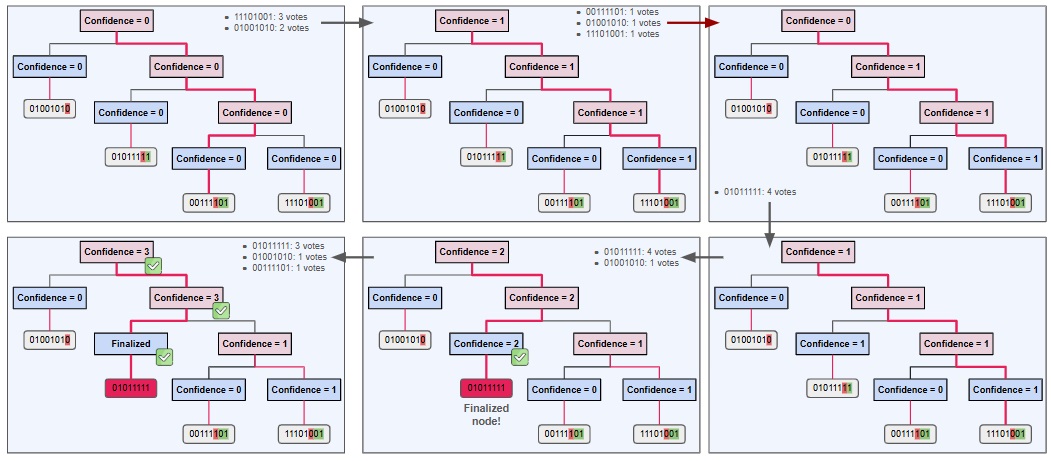 Confidence = 0
11101001: 3 votes
01001010: 2 votes
Confidence = 0
Confidence = 0
01001010
Confidence = 0
Confidence = 0
01011111
Confidence = 0
Confidence = 0
00111101
11101001
Confidence = 1
00111101: 1 votes
01001010: 1 votes
11101001: 1 votes
Confidence = 0
Confidence = 1
01001010
Confidence = 0
Confidence = 1
01011111
Confidence = 0
Confidence = 1
00111101
11101001
Confidence = 0
Confidence = 0
Confidence = 1
01001010
Confidence = 0
Confidence = 1
01011111
Confidence = 0
Confidence = 1
00111101
11101001
01011111: 4 votes
Confidence = 1
Confidence = 0
Confidence = 1
01001010
Confidence = 1
Confidence = 1
01011111
Confidence = 0
Confidence = 1
00111101
11101001
Confidence = 2
01011111: 4 votes
01001010: 1 votes
Confidence = 0
Confidence = 2
01001010
Confidence = 2
Confidence = 1
01011111
Finalized
node!
Confidence = 0
Confidence = 1
00111101
11101001
Confidence = 3
01011111: 3 votes
01001010: 1 votes
00111101: 1 votes
Confidence = 0
Confidence = 3
01001010
Finalized
Confidence = 1
01011111
Confidence = 0
Confidence = 1
00111101
11101001